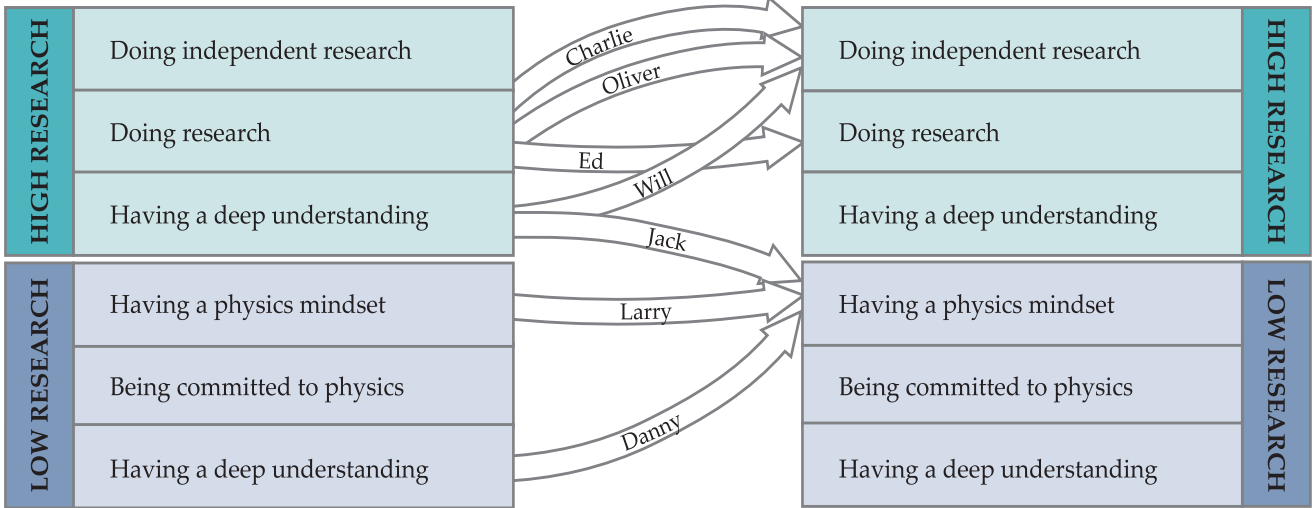 HIGH RESEARCH
Doing independent research
Doing research
Having a deep understanding
LOW RESEARCH
Having a physics mindset
Being committed to physics
Having a deep understanding
Charlie
Oliver
Ed
Will
Jack
Larry
Danny
Doing independent research
Doing research
Having a deep understanding
HIGH RESEARCH
Having a physics mindset
Being committed to physics
Having a deep understanding
LOW RESEARCH